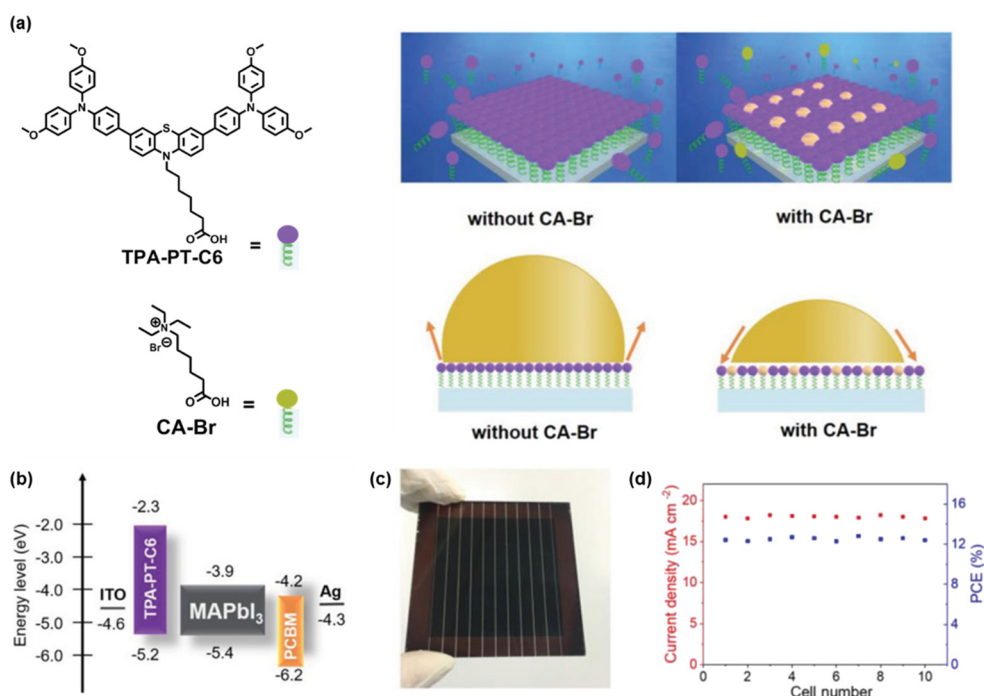 (a)
O
O
N
N
S
O
O
N
O
OH
TPA-PT-C6
=
N
⊕
Br
⊖
O
OH
CA-Br
=
without CA-Br
with CA-Br
without CA-Br
with CA-Br
(b)
Energy level (eV)
-2.0
-3.0
-4.0
-5.0
-6.0
ITO
-4.6
-2.3
TPA-PT-C6
-5.2
-3.9
MAPbI3
-5.4
-4.2
PCBM
-6.2
Ag
-4.3
(c)
(d)
Current density (mA cm⁻²)
20
15
10
5
0
0
2
4
6
8
10
Cell number
16
12
8
4
0
PCE (%)